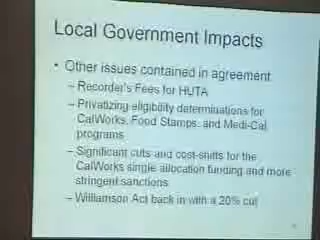 Local Government Impacts
• Other issues contained in agreement
– Recorder's Fees for HUTA
– Privatizing eligibility determinations for
CalWorks, Food Stamps, and Medi-Cal
programs
– Significant cuts and cost-shifts for the
CalWorks single allocation funding and more
stringent sanctions
– Williamson Act back in with a 20% cut